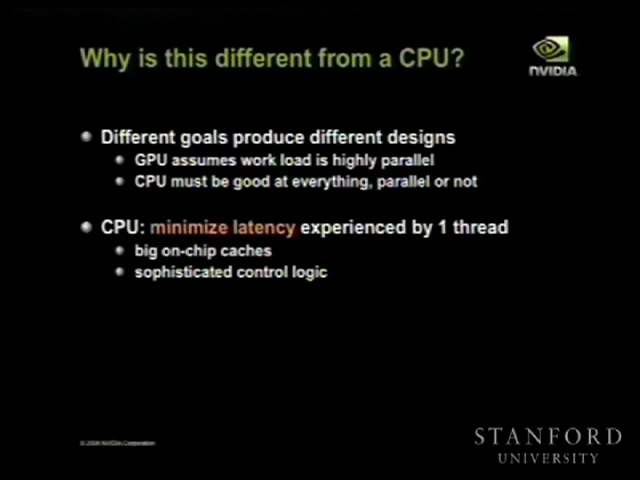 Why is this different from a CPU?
NVIDIA
Different goals produce different designs
GPU assumes work load is highly parallel
CPU must be good at everything, parallel or not
CPU: minimize latency experienced by 1 thread
big on-chip caches
sophisticated control logic
NVIDIA Corporation
STANFORD
UNIVERSITY